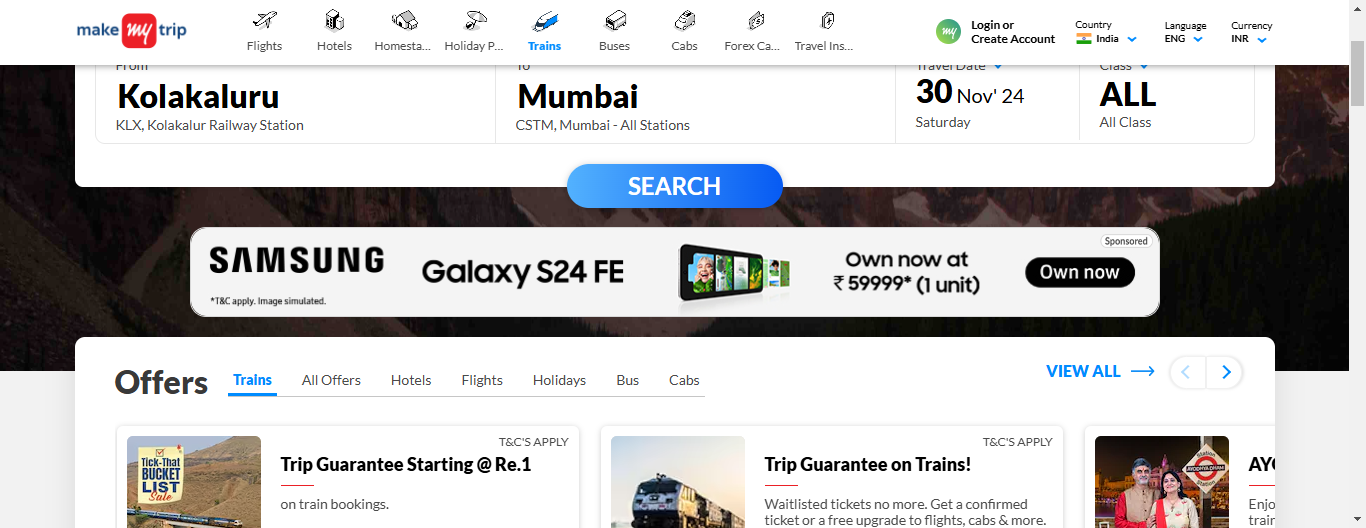 make my trip
Flights
Hotels
Homesta...
Holiday P...
Trains
Buses
Cabs
Forex Ca...
Travel Ins...
my
Login or
Create Account
Country
India
Language
ENG
Currency
INR
From
Kolakaluru
KLX, Kolakalur Railway Station
To
Mumbai
CSTM, Mumbai - All Stations
Travel Date
30 Nov' 24
Saturday
Class
ALL
All Class
SEARCH
Sponsored
SAMSUNG
*T&C apply. Image simulated.
Galaxy S24 FE
Own now at
₹ 59999* (1 unit)
Own now
Offers
Trains
All Offers
Hotels
Flights
Holidays
Bus
Cabs
VIEW ALL
TICK-THAT
BUCKET
LIST
Sale
T&C'S APPLY
Trip Guarantee Starting @ Re.1
on train bookings.
T&C'S APPLY
Trip Guarantee on Trains!
Waitlisted tickets no more. Get a confirmed
ticket or a free upgrade to flights, cabs & more.
Station
AYODHYA DHAM
Station
AYO
Enjo
train